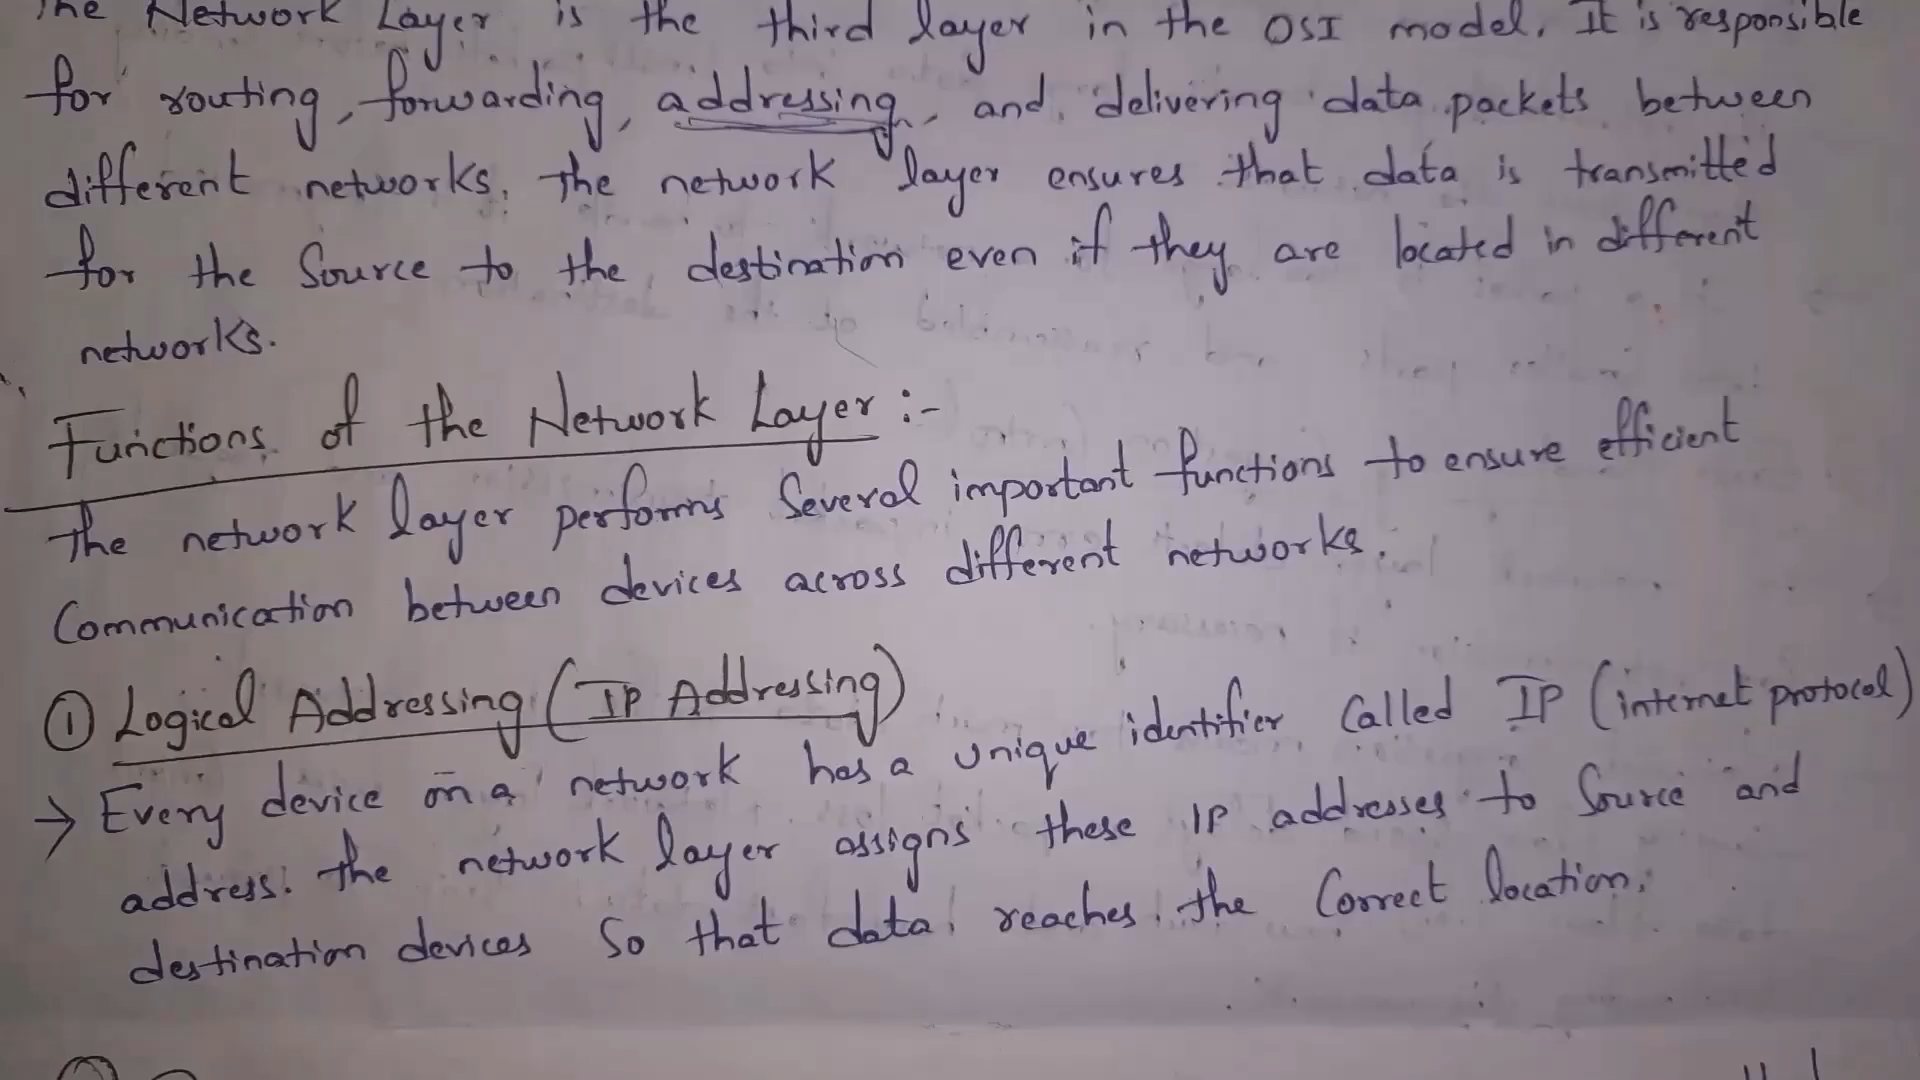 The Network Layer is the third layer in the OSI model. It is responsible
for routing, forwarding, addressing, and delivering data packets between
different networks. the network layer ensures that data is transmitted
for the Source to the destination even if they are located in different
networks.
Functions of the Network Layer :-
The network layer performs Several important functions to ensure efficient
Communication between devices across different networks.
① Logical Addressing (IP Addressing)
→ Every device on a network has a unique identifier Called IP (internet protocol)
address. the network layer assigns these IP addresses to Source and
destination devices So that data reaches the Correct location.